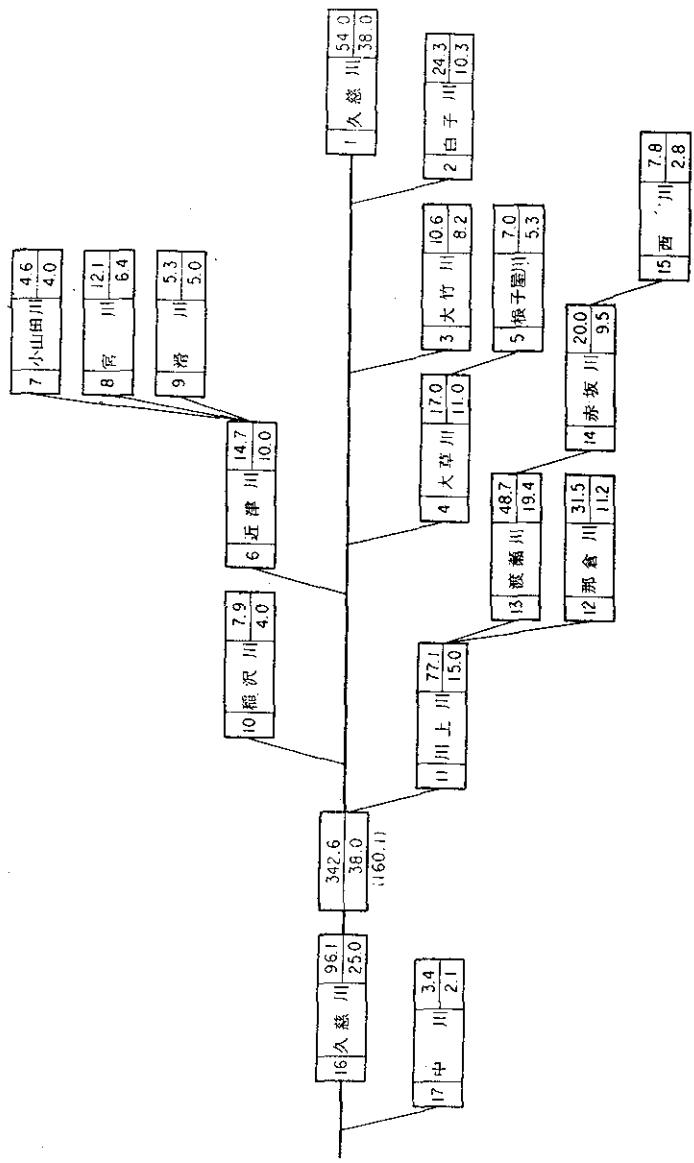 1 久慈川 54.0 38.0
2 白子川 24.3 10.3
3 大竹川 10.6 8.2
4 大草川 17.0 11.0
5 根子屋川 7.0 5.3
6 近津川 14.7 10.0
7 小山田川 4.6 4.0
8 宮川 12.1 6.4
9 滑川 5.3 5.0
10 稲沢川 7.9 4.0
11 川上川 77.1 15.0
12 那倉川 31.5 11.2
13 渡瀬川 48.7 19.4
14 赤坂川 20.0 9.5
15 西川 7.8 2.8
342.6 38.0
(160.1)
16 久慈川 96.1 25.0
17 中川 3.4 2.1